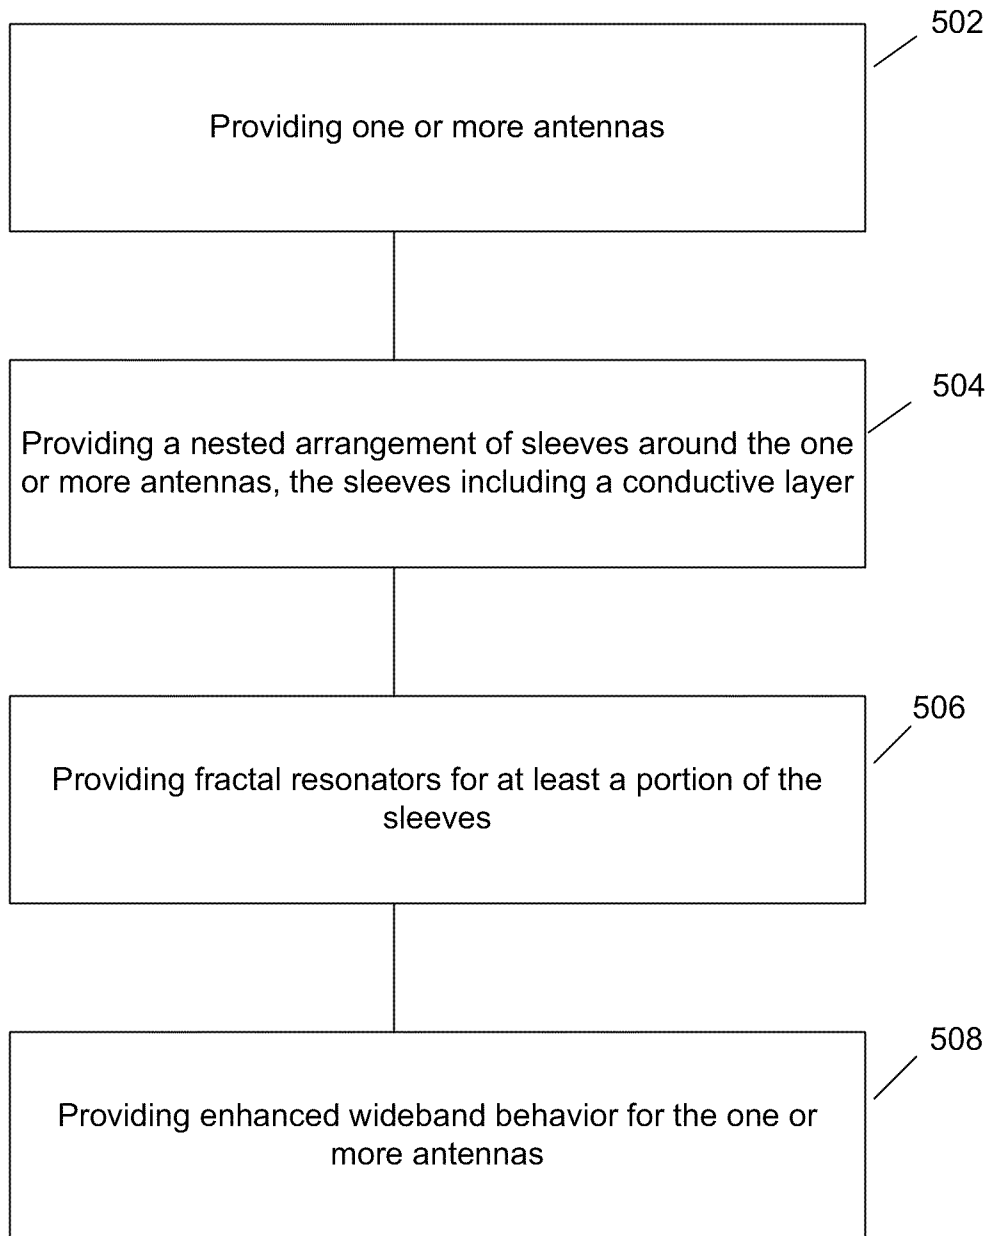 502
Providing one or more antennas
504
Providing a nested arrangement of sleeves around the one
or more antennas, the sleeves including a conductive layer
506
Providing fractal resonators for at least a portion of the
sleeves
508
Providing enhanced wideband behavior for the one or
more antennas